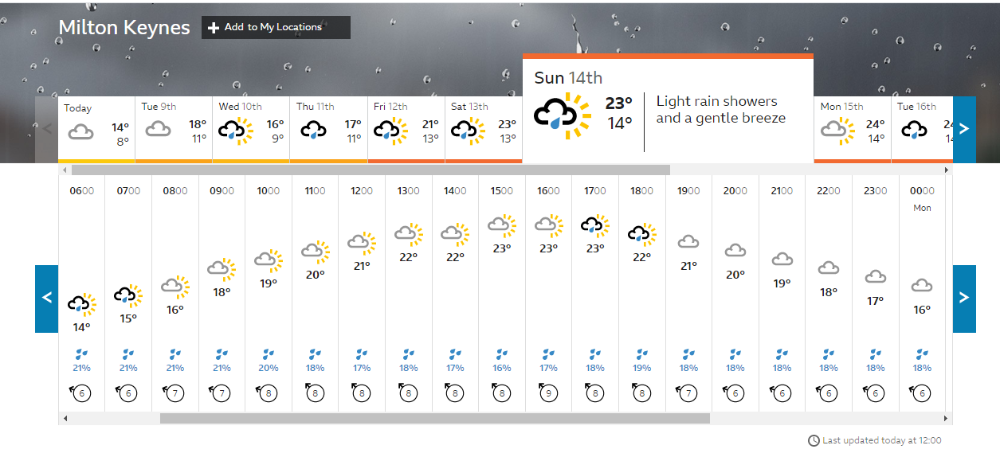 Milton Keynes
+ Add to My Locations
Today
14°
8°
Tue 9th
18°
11°
Wed 10th
16°
9°
Thu 11th
17°
11°
Fri 12th
21°
13°
Sat 13th
23°
13°
Sun 14th
23°
14°
Light rain showers
and a gentle breeze
Mon 15th
24°
14°
Tue 16th
0600 0700 0800 0900 1000 1100 1200 1300 1400 1500 1600 1700 1800 1900 2000 2100 2200 2300 0000
Mon
14° 15° 16° 18° 19° 20° 21° 22° 22° 23° 23° 23° 22° 21° 20° 19° 18° 17° 16°
21% 21% 21% 21% 20% 18% 17% 18% 17% 16% 17% 18% 19% 18% 18% 18% 18% 18% 18%
6 6 7 7 8 8 8 8 8 8 9 8 8 7 6 6 6 6 6
Last updated today at 12:00